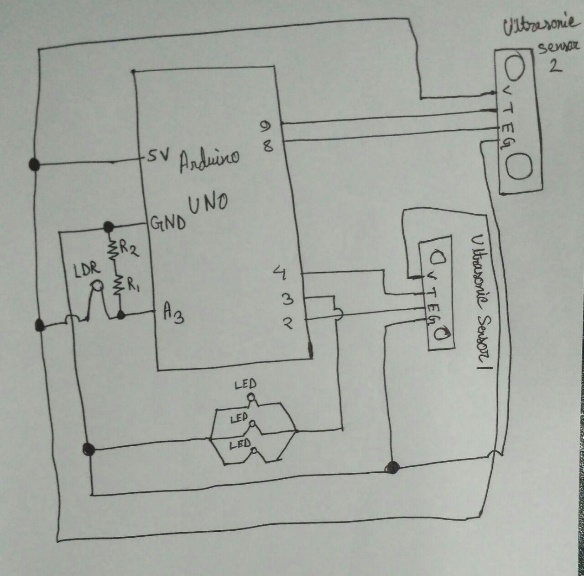 Ultrasonic
sensor
2
V
T
E
G
9
8
5V
Arduino
UNO
GND
R2
LDR
R1
A3
4
3
2
V
T
E
G
Ultrasonic Sensor 1
LED
LED
LED